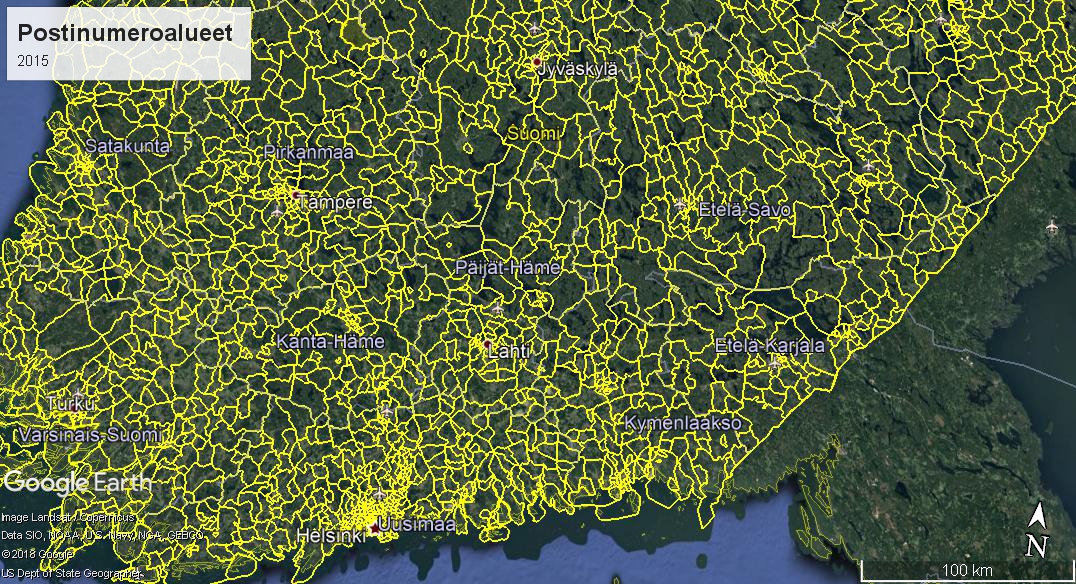 Postinumeroalueet
2015
Jyväskylä
Suomi
Satakunta
Pirkanmaa
Tampere
Etelä-Savo
Päijät-Häme
Kanta-Häme
Lahti
Etelä-Karjala
Turku
Varsinais-Suomi
Kymenlaakso
Google Earth
Image Landsat / Copernicus
Data SIO, NOAA, U.S. Navy, NGA, GEBCO
©2018 Google
US Dept of State Geographer
Helsinki
Uusimaa
N
100 km